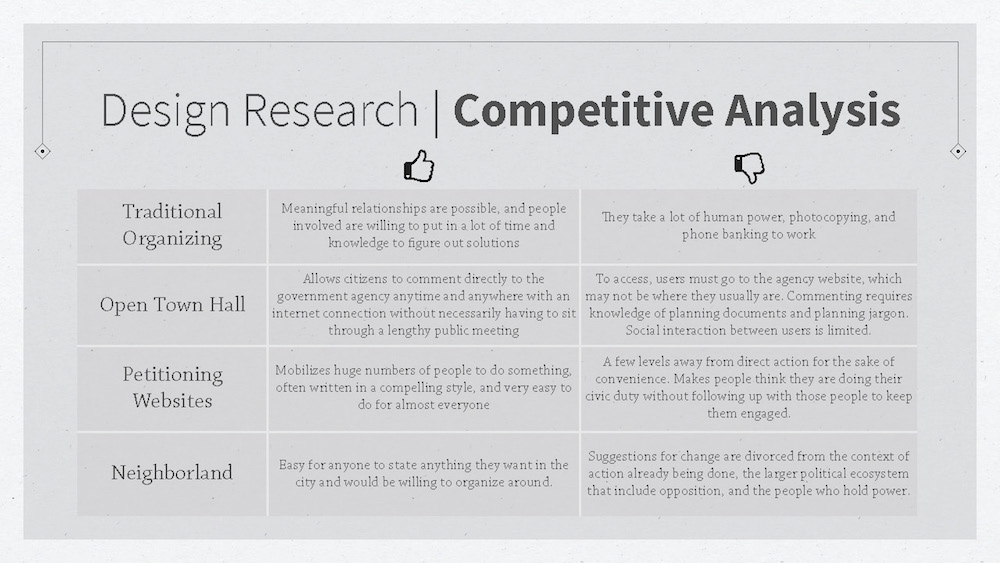 Design Research | Competitive Analysis
Traditional
Organizing
Meaningful relationships are possible, and people
involved are willing to put in a lot of time and
knowledge to figure out solutions
They take a lot of human power, photocopying, and
phone banking to work
Open Town Hall
Allows citizens to comment directly to the
government agency anytime and anywhere with an
internet connection without necessarily having to sit
through a lengthy public meeting
To access, users must go to the agency website, which
may not be where they usually are. Commenting requires
knowledge of planning documents and planning jargon.
Social interaction between users is limited.
Petitioning
Websites
Mobilizes huge numbers of people to do something,
often written in a compelling style, and very easy to
do for almost everyone
A few levels away from direct action for the sake of
convenience. Makes people think they are doing their
civic duty without following up with those people to keep
them engaged.
Neighborland
Easy for anyone to state anything they want in the
city and would be willing to organize around.
Suggestions for change are divorced from the context of
action already being done, the larger political ecosystem
that include opposition, and the people who hold power.